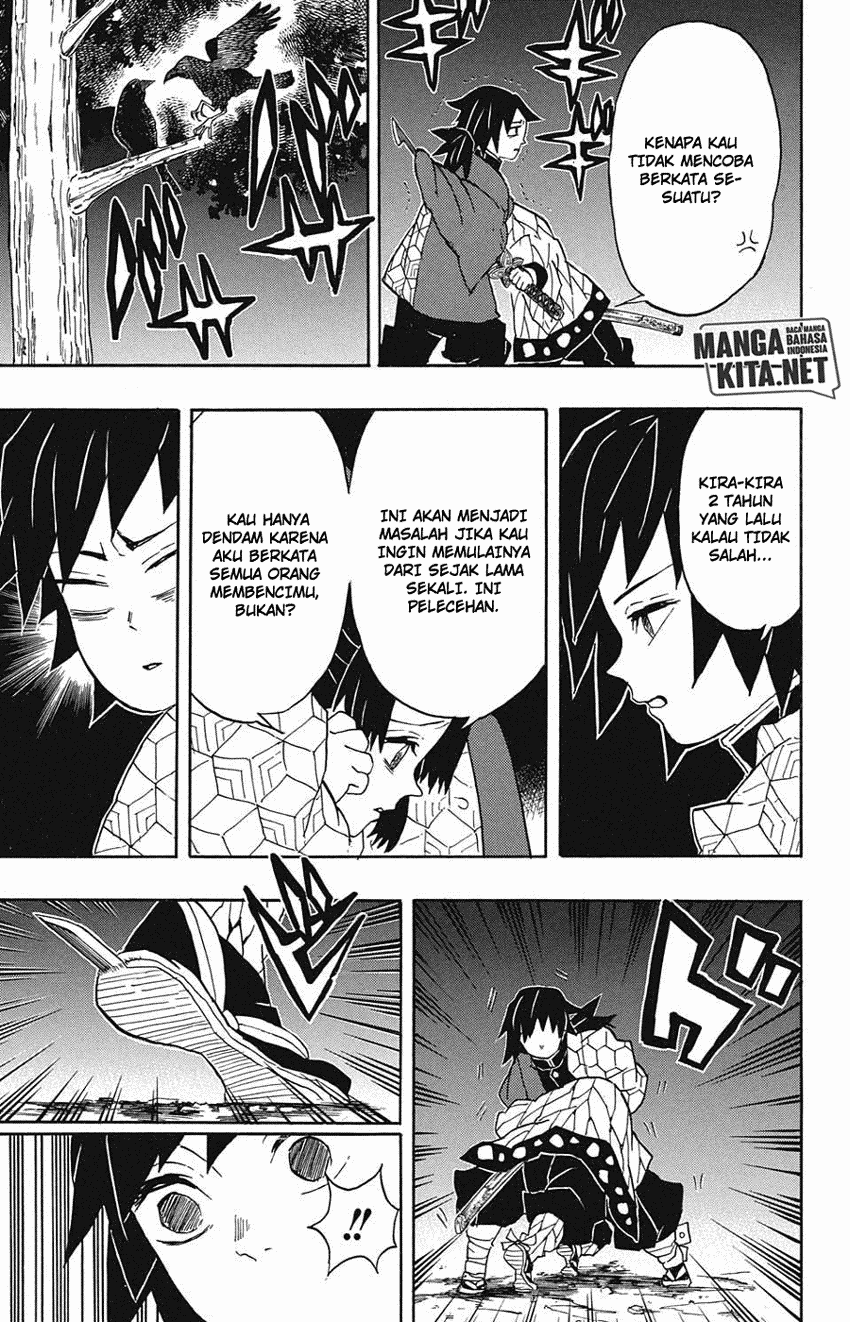 KENAPA KAU
TIDAK MENCOBA
BERKATA SE-
SUATU?
MANGA
KITA.NET
BACA MANGA
BAHASA
INDONESIA
KIRA-KIRA
2 TAHUN
YANG LALU
KALAU TIDAK
SALAH...
INI AKAN MENJADI
MASALAH JIKA KAU
INGIN MEMULAINYA
DARI SEJAK LAMA
SEKALI. INI
PELECEHAN.
KAU HANYA
DENDAM KARENA
AKU BERKATA
SEMUA ORANG
MEMBENCIMU,
BUKAN?
!!